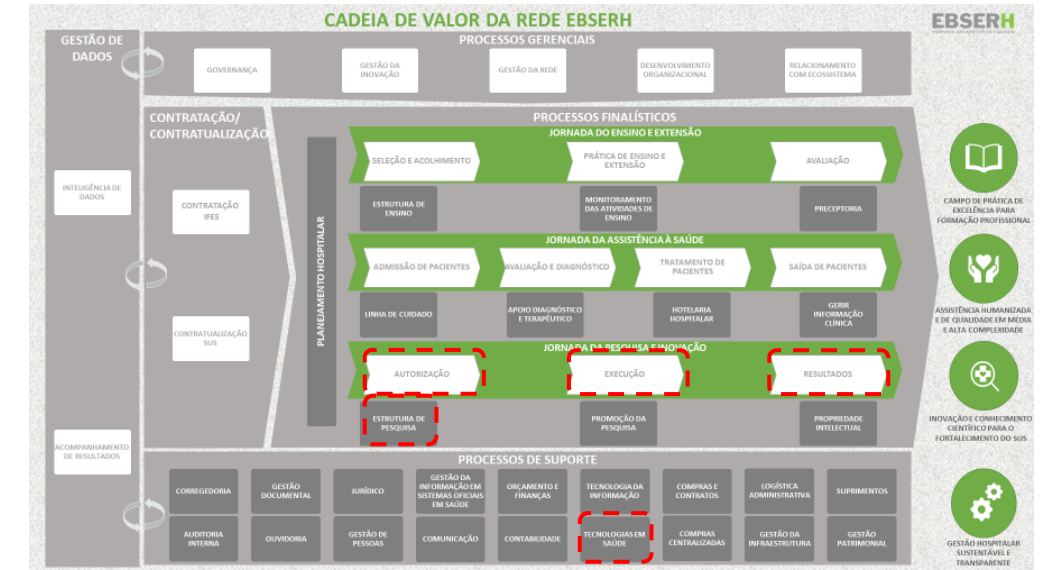 CADEIA DE VALOR DA REDE EBSERH
EBSERH
GESTÃO DE
DADOS
INTELIGÊNCIA DE
DADOS
ACOMPANHAMENTO
DE RESULTADOS
PROCESSOS GERENCIAIS
GOVERNANÇA
GESTÃO DA
INOVAÇÃO
GESTÃO DA REDE
DESENVOLVIMENTO
ORGANIZACIONAL
RELACIONAMENTO
COM ECOSSISTEMA
CONTRATAÇÃO/
CONTRATUALIZAÇÃO
CONTRATAÇÃO
IFES
CONTRATUALIZAÇÃO
SUS
PROCESSOS FINALÍSTICOS
PLANEJAMENTO HOSPITALAR
JORNADA DO ENSINO E EXTENSÃO
SELEÇÃO E ACOLHIMENTO
PRÁTICA DE ENSINO E
EXTENSÃO
AVALIAÇÃO
ESTRUTURA DE
ENSINO
MONITORAMENTO
DAS ATIVIDADES DE
ENSINO
PRECEPTORIA
JORNADA DA ASSISTÊNCIA À SAÚDE
ADMISSÃO DE PACIENTES
AVALIAÇÃO E DIAGNÓSTICO
TRATAMENTO DE
PACIENTES
SAÍDA DE PACIENTES
LINHA DE CUIDADO
APOIO DIAGNÓSTICO
E TERAPÊUTICO
HOTELARIA
HOSPITALAR
GERIR
INFORMAÇÃO
CLÍNICA
JORNADA DA PESQUISA E INOVAÇÃO
AUTORIZAÇÃO
EXECUÇÃO
RESULTADOS
ESTRUTURA DE
PESQUISA
PROMOÇÃO DA
PESQUISA
PROPRIEDADE
INTELECTUAL
PROCESSOS DE SUPORTE
CORREGEDORIA
GESTÃO
DOCUMENTAL
JURÍDICO
GESTÃO DA
INFORMAÇÃO EM
SISTEMAS OFICIAIS
EM SAÚDE
ORÇAMENTO E
FINANÇAS
TECNOLOGIA DA
INFORMAÇÃO
COMPRAS E
CONTRATOS
LOGÍSTICA
ADMINISTRATIVA
SUPRIMENTOS
AUDITORIA
INTERNA
OUVIDORIA
GESTÃO DE
PESSOAS
COMUNICAÇÃO
CONTABILIDADE
TECNOLOGIAS EM
SAÚDE
COMPRAS
CENTRALIZADAS
GESTÃO DA
INFRAESTRUTURA
GESTÃO
PATRIMONIAL
CAMPO DE PRÁTICA DE
EXCELÊNCIA PARA
FORMAÇÃO PROFISSIONAL
ASSISTÊNCIA HUMANIZADA
E DE QUALIDADE EM MÉDIA
E ALTA COMPLEXIDADE
INOVAÇÃO E CONHECIMENTO
CIENTÍFICO PARA O
FORTALECIMENTO DO SUS
GESTÃO HOSPITALAR
SUSTENTÁVEL E
TRANSPARENTE